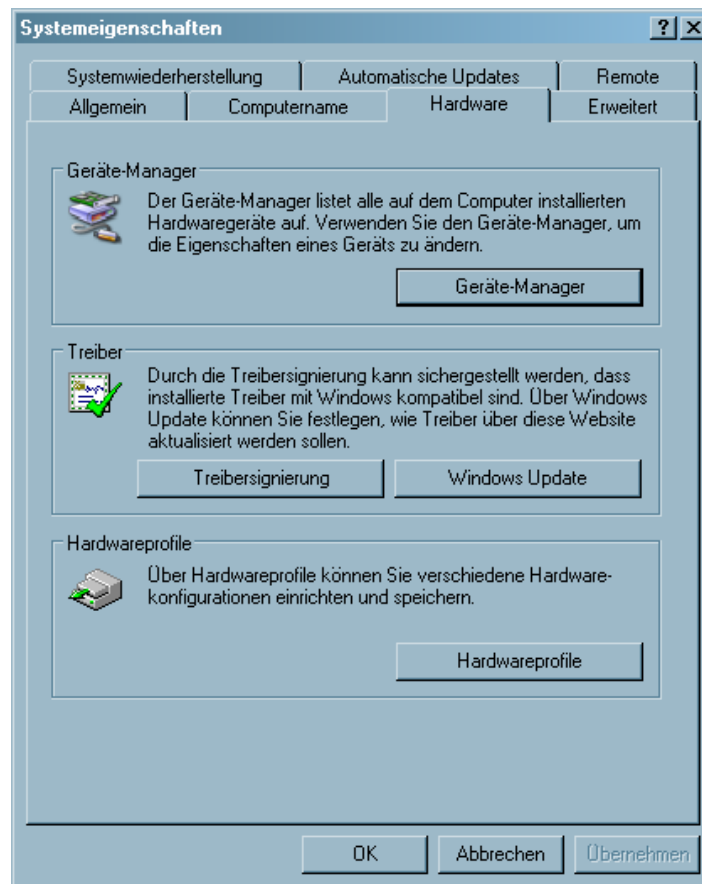 Systemeigenschaften
Systemwiederherstellung Automatische Updates Remote
Allgemein Computername Hardware Erweitert
Geräte-Manager
Der Geräte-Manager listet alle auf dem Computer installierten
Hardwaregeräte auf. Verwenden Sie den Geräte-Manager, um
die Eigenschaften eines Geräts zu ändern.
Geräte-Manager
Treiber
Durch die Treibersignierung kann sichergestellt werden, dass
installierte Treiber mit Windows kompatibel sind. Über Windows
Update können Sie festlegen, wie Treiber über diese Website
aktualisiert werden sollen.
Treibersignierung Windows Update
Hardwareprofile
Über Hardwareprofile können Sie verschiedene Hardware-
konfigurationen einrichten und speichern.
Hardwareprofile
OK Abbrechen Übernehmen